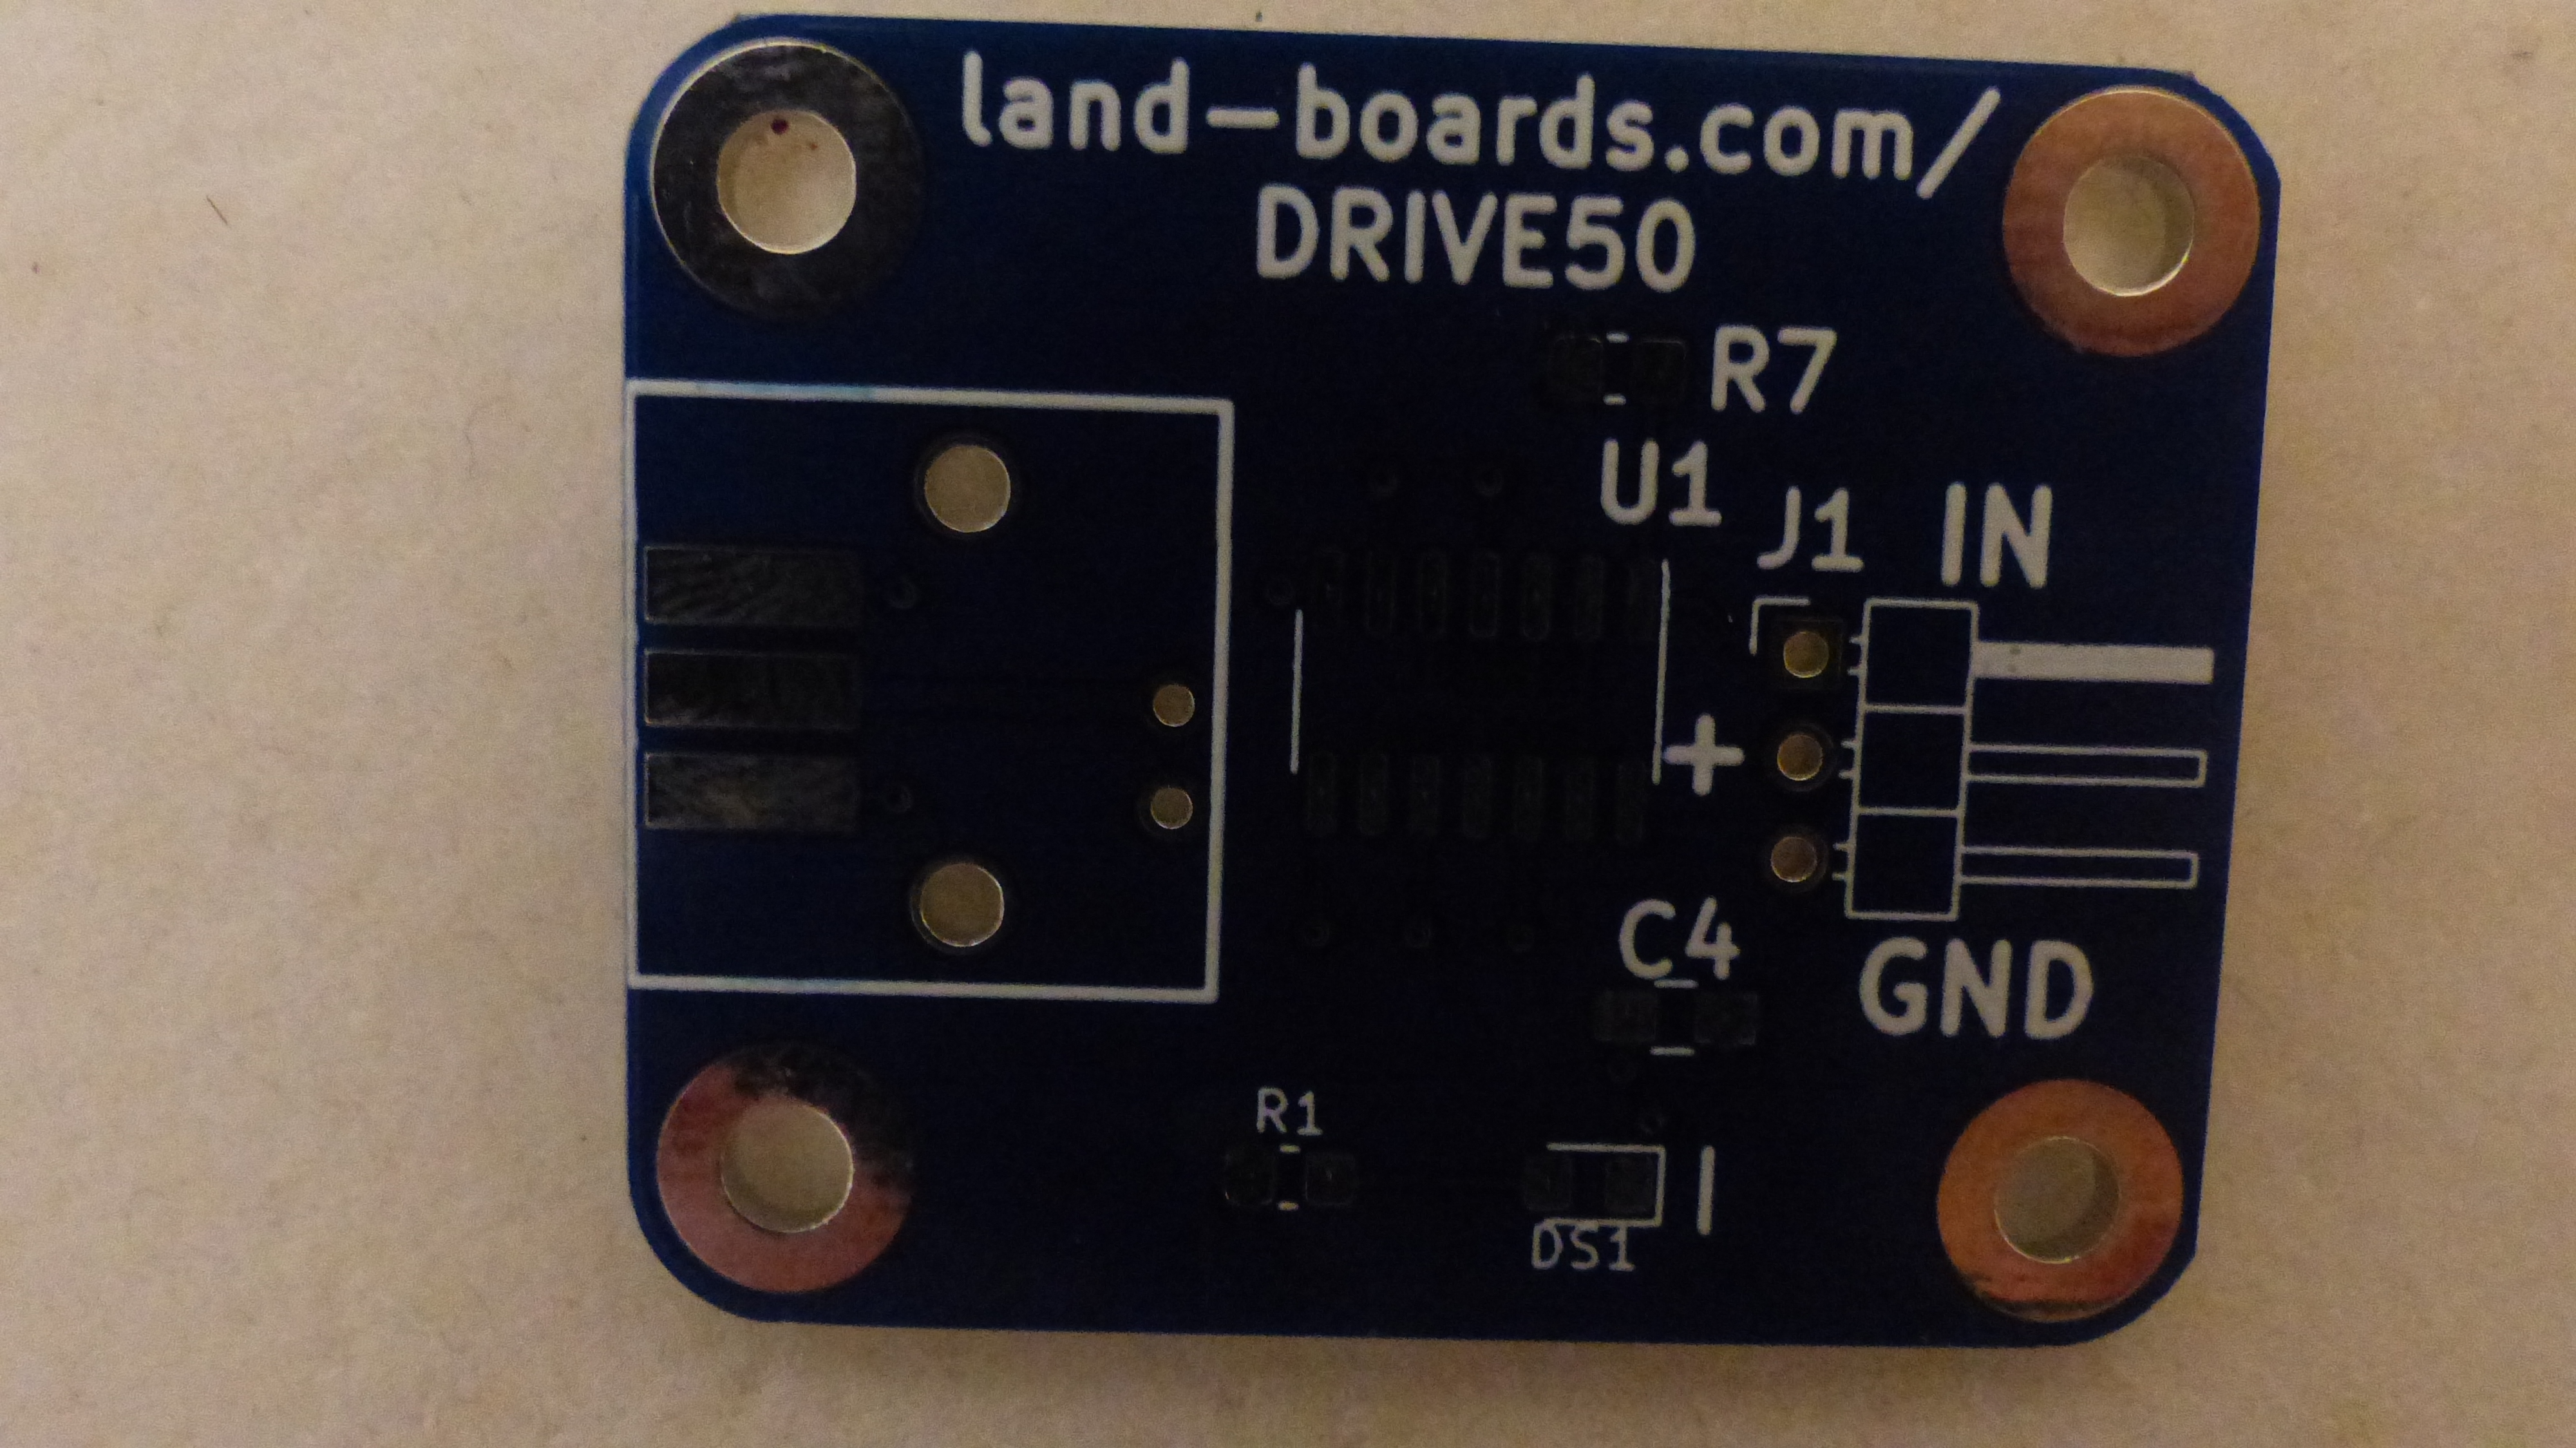 land-boards.com/
DRIVE50
R7
U1
J1 IN
+
C4
GND
R1
DS1